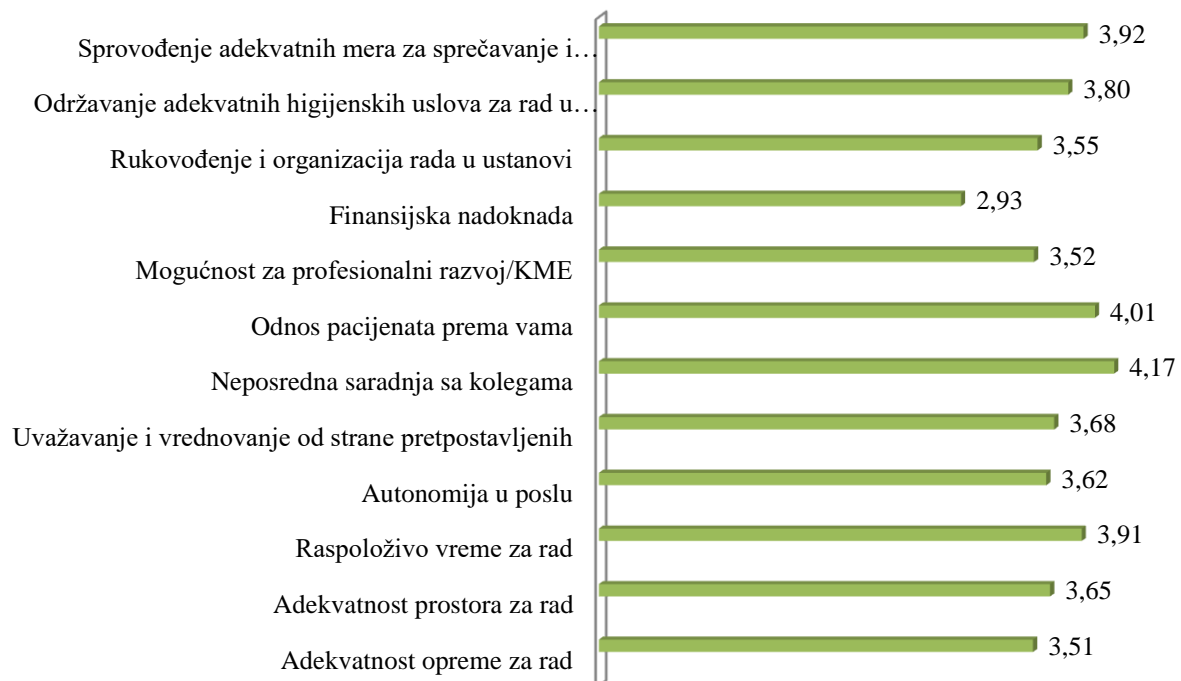 Sprovođenje adekvatnih mera za sprečavanje i… 3,92
Održavanje adekvatnih higijenskih uslova za rad u… 3,80
Rukovođenje i organizacija rada u ustanovi 3,55
Finansijska nadoknada 2,93
Mogućnost za profesionalni razvoj/KME 3,52
Odnos pacijenata prema vama 4,01
Neposredna saradnja sa kolegama 4,17
Uvažavanje i vrednovanje od strane pretpostavljenih 3,68
Autonomija u poslu 3,62
Raspoloživo vreme za rad 3,91
Adekvatnost prostora za rad 3,65
Adekvatnost opreme za rad 3,51